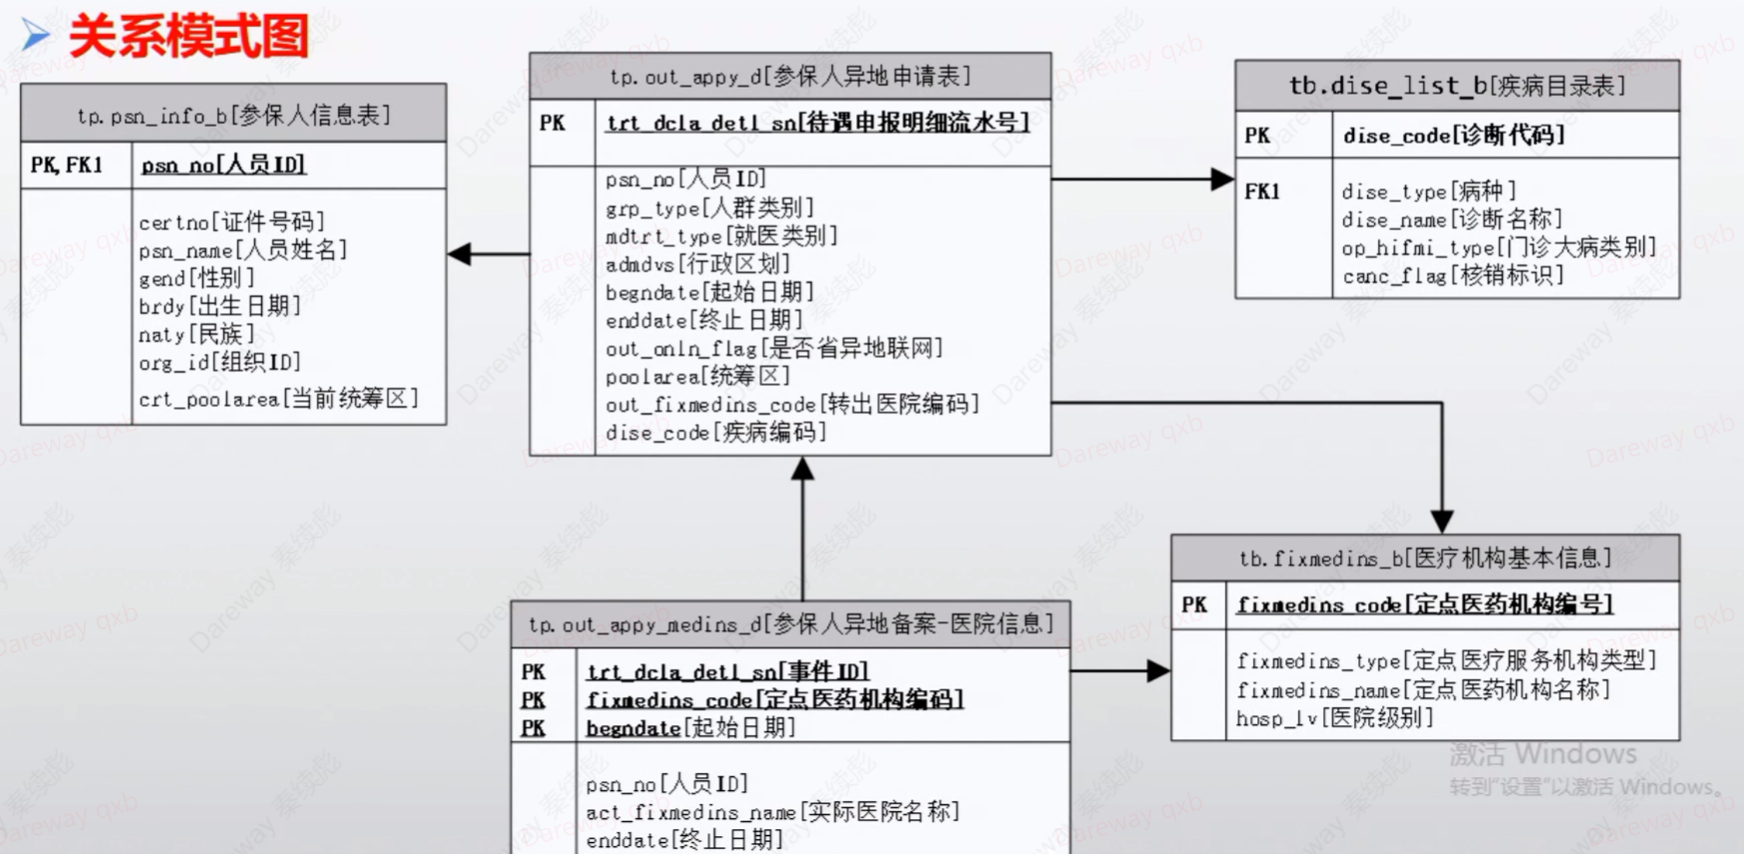 关系模式图
tp.psn_info_b[参保人信息表]
PK,FK1 psn_no[人员ID]
certno[证件号码]
psn_name[人员姓名]
gend[性别]
brdy[出生日期]
naty[民族]
org_id[组织ID]
crt_poolarea[当前统筹区]
tp.out_appy_d[参保人异地申请表]
PK trt_dcla_detl_sn[待遇申报明细流水号]
psn_no[人员ID]
grp_type[人群类别]
mdtrt_type[就医类别]
admdvs[行政区划]
begndate[起始日期]
enddate[终止日期]
out_onln_flag[是否省异地联网]
poolarea[统筹区]
out_fixmedins_code[转出医院编码]
dise_code[疾病编码]
tb.dise_list_b[疾病目录表]
PK dise_code[诊断代码]
FK1 dise_type[病种]
dise_name[诊断名称]
op_hifmi_type[门诊大病类别]
canc_flag[核销标识]
tp.out_appy_medins_d[参保人异地备案-医院信息]
PK trt_dcla_detl_sn[事件ID]
PK fixmedins_code[定点医药机构编码]
PK begndate[起始日期]
psn_no[人员ID]
act_fixmedins_name[实际医院名称]
enddate[终止日期]
tb.fixmedins_b[医疗机构基本信息]
PK fixmedins_code[定点医药机构编号]
fixmedins_type[定点医疗服务机构类型]
fixmedins_name[定点医药机构名称]
hosp_lv[医院级别]
激活 Windows
转到"设置"以激活 Windows。
Dareway 秦续彪
Dareway qxb